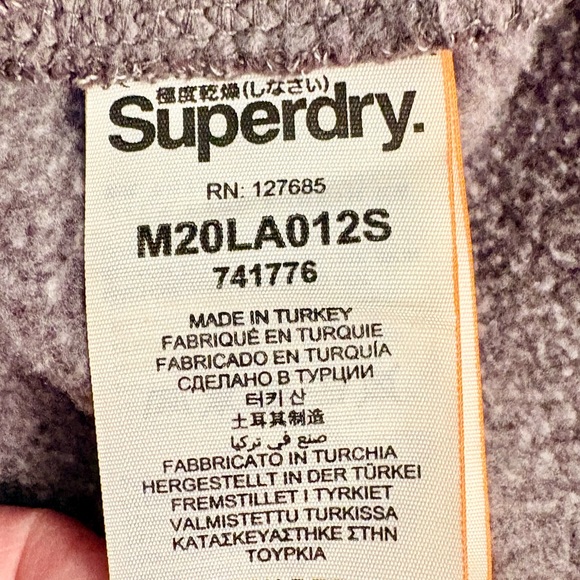 極度乾燥(しなさい)
Superdry.
RN: 127685
M20LA012S
741776
MADE IN TURKEY
FABRIQUÉ EN TURQUIE
FABRICADO EN TURQUÍA
СДЕЛАНО В ТУРЦИИ
터키 산
土耳其制造
صنع في تركيا
FABBRICATO IN TURCHIA
HERGESTELLT IN DER TÜRKEI
FREMSTILLET I TYRKIET
VALMISTETTU TURKISSA
ΚΑΤΑΣΚΕΥΑΣΤΗΚΕ ΣΤΗΝ
ΤΟΥΡΚΙΑ